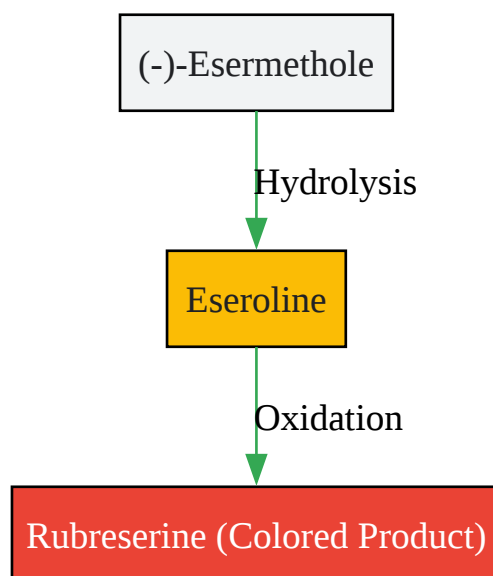 (-)-Esermethole
Hydrolysis
Eseroline
Oxidation
Rubreserine (Colored Product)